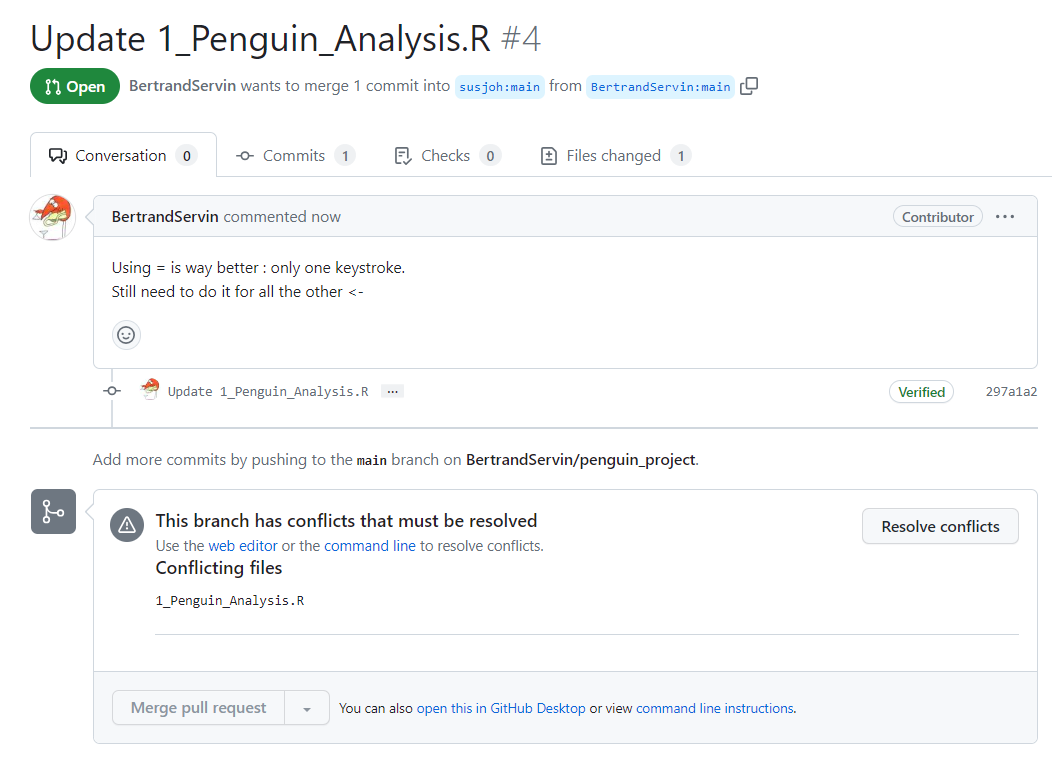 Update 1_Penguin_Analysis.R #4
Open BertrandServin wants to merge 1 commit into susjoh:main from BertrandServin:main
Conversation 0 Commits 1 Checks 0 Files changed 1
BertrandServin commented now Contributor ...
Using = is way better : only one keystroke.
Still need to do it for all the other <-
Update 1_Penguin_Analysis.R ... Verified 297a1a2
Add more commits by pushing to the main branch on BertrandServin/penguin_project.
This branch has conflicts that must be resolved Resolve conflicts
Use the web editor or the command line to resolve conflicts.
Conflicting files
1_Penguin_Analysis.R
Merge pull request You can also open this in GitHub Desktop or view command line instructions.